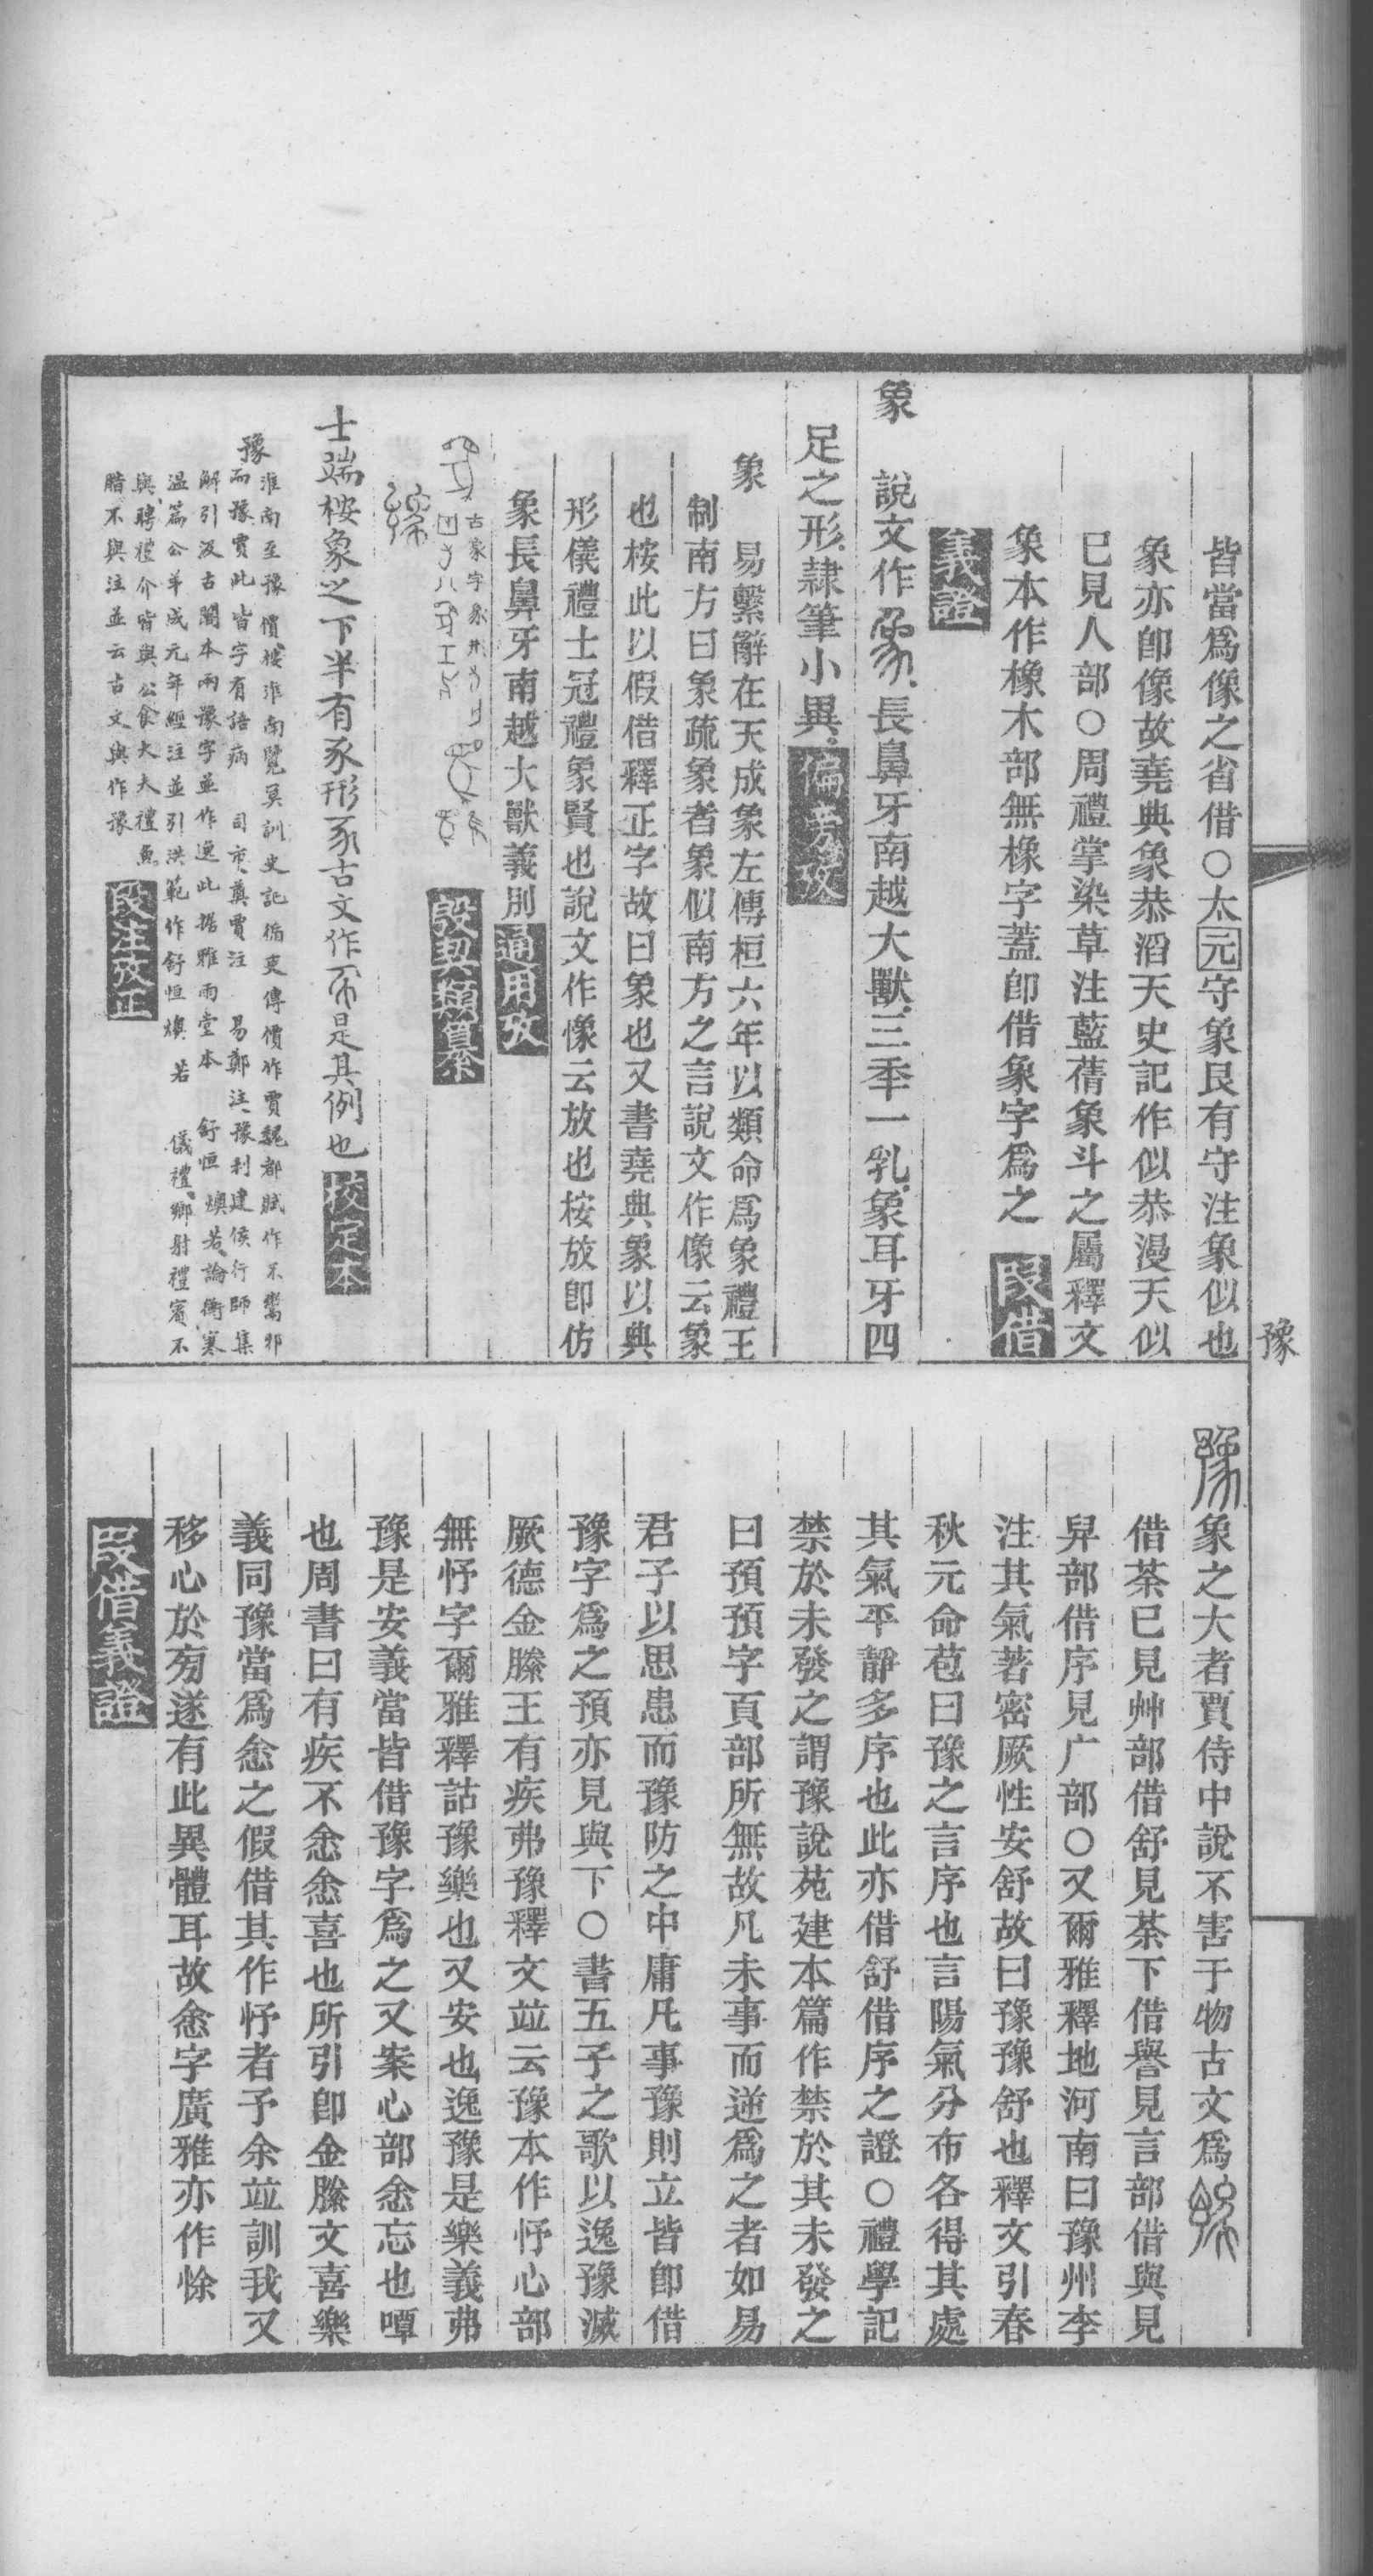 豫
皆當爲像之省借○太元守象艮有守注象似也
象亦卽像故堯典象恭滔天史記作似恭漫天似
已見人部○周禮掌染草注藍蒨象斗之屬釋文
象本作橡木部無橡字蓋卽借象字爲之 叚借
義證
象 說文作 長鼻牙南越大獸三秊一乳象耳牙四
足之形隷筆小異 偏旁攷
象 易繫辭在天成象左傳桓六年以類命爲象禮王
制南方曰象疏象者象似南方之言說文作像云象
也桉此以假借釋正字故曰象也又書堯典象以典
形儀禮士冠禮象賢也說文作像云放也桉放卽仿
象長鼻牙南越大獸義別 通用攷
古象字 殷契類纂
士端桉象之下半有豕形豕古文作 是其例也 校定本
豫 淮南至豫價桉淮南覽冥訓史記循吏傳價作賈魏都賦作不鬻邪
而豫賈此皆字有語病 司市奠賈注 易鄭注豫利建侯行師集
解引汲古閣本兩豫字並作逸此據雅雨堂本 舒恒燠若論衡寒
温篇公羊成元年經注並引洪範作舒恒燠若 儀禮鄉射禮賓不
與聘禮介皆與公食大夫禮魚
腊不與注並云古文與作豫 段注攷正
象之大者賈侍中說不害于物古文爲
借荼已見艸部借舒見荼下借譽見言部借與見
舁部借序見广部○又爾雅釋地河南曰豫州李
注其氣著密厥性安舒故曰豫豫舒也釋文引春
秋元命苞曰豫之言序也言陽氣分布各得其處
其氣平靜多序也此亦借舒借序之證○禮學記
禁於未發之謂豫說苑建本篇作禁於其未發之
曰預預字頁部所無故凡未事而逆爲之者如易
君子以思患而豫防之中庸凡事豫則立皆卽借
豫字爲之預亦見與下○書五子之歌以逸豫滅
厥德金縢王有疾弗豫釋文竝云豫本作忬心部
無忬字爾雅釋詁豫樂也又安也逸豫是樂義弗
豫是安義當皆借豫字爲之又案心部悆忘也嘾
也周書曰有疾不悆悆喜也所引卽金縢文喜樂
義同豫當爲悆之假借其作忬者予余竝訓我又
移心於㫄遂有此異體耳故悆字廣雅亦作悇
叚借義證